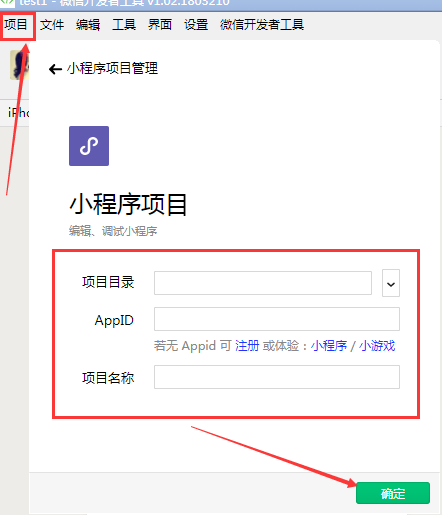 test1 - 微信开发者工具 v1.02.1803210
项目 文件 编辑 工具 界面 设置 微信开发者工具
小程序项目管理
iPho
小程序项目
编辑、调试小程序
项目目录
AppID
若无 Appid 可 注册 或体验：小程序 / 小游戏
项目名称
确定